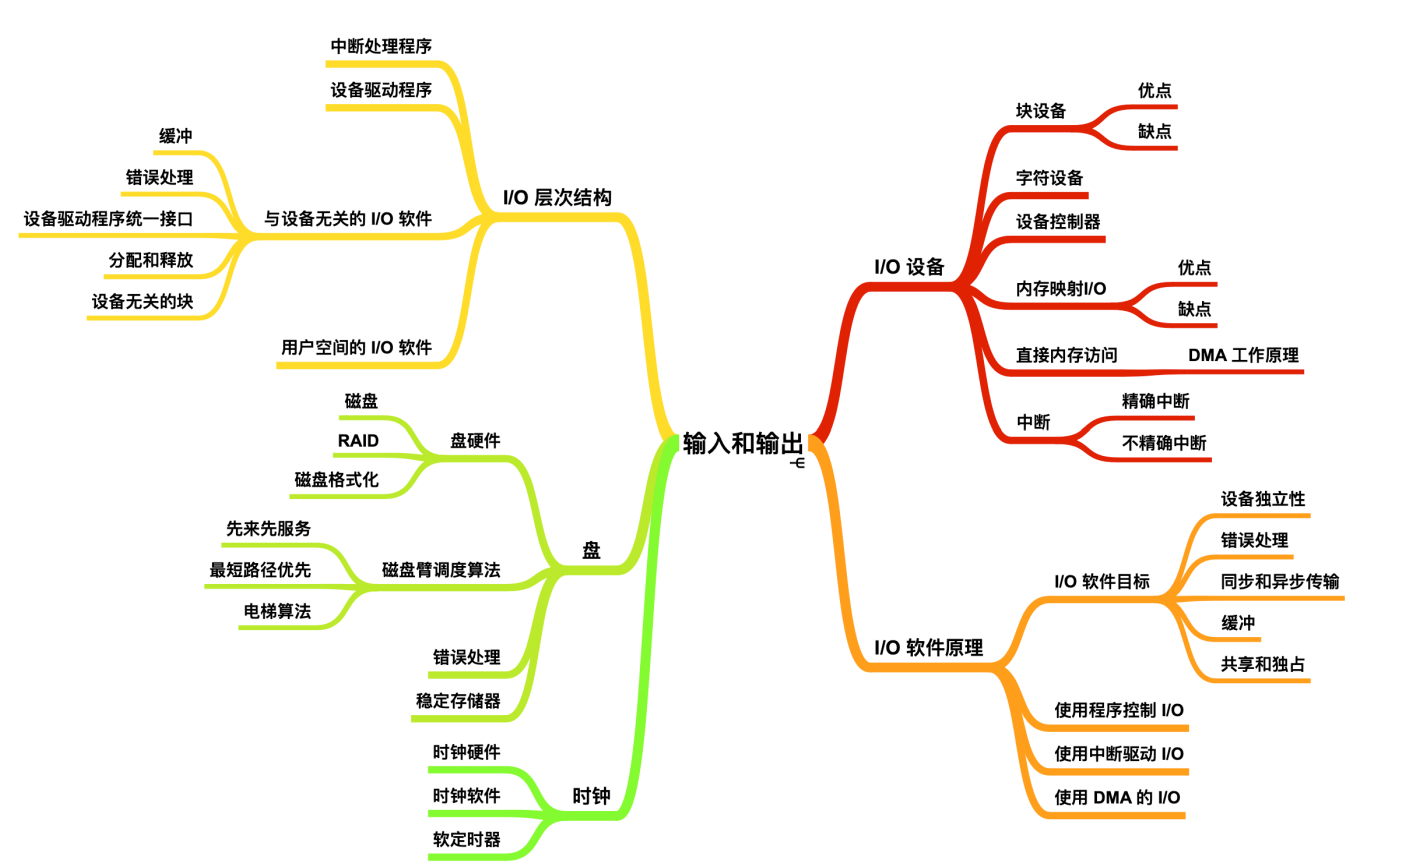 输入和输出
I/O 设备
块设备
优点
缺点
字符设备
设备控制器
内存映射I/O
优点
缺点
直接内存访问
DMA 工作原理
中断
精确中断
不精确中断
I/O 软件原理
I/O 软件目标
设备独立性
错误处理
同步和异步传输
缓冲
共享和独占
使用程序控制 I/O
使用中断驱动 I/O
使用 DMA 的 I/O
I/O 层次结构
中断处理程序
设备驱动程序
与设备无关的 I/O 软件
缓冲
错误处理
设备驱动程序统一接口
分配和释放
设备无关的块
用户空间的 I/O 软件
盘
盘硬件
磁盘
RAID
磁盘格式化
磁盘臂调度算法
先来先服务
最短路径优先
电梯算法
错误处理
稳定存储器
时钟
时钟硬件
时钟软件
软定时器